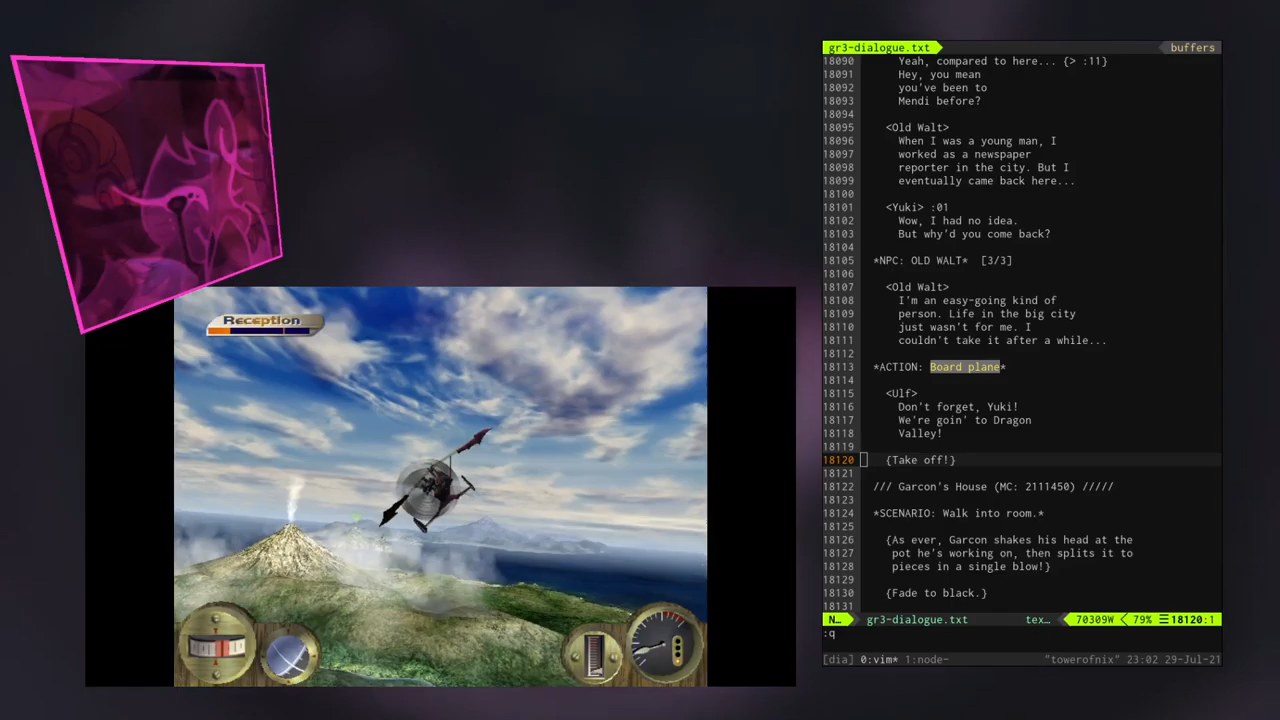 Reception
gr3-dialogue.txt
buffers
18090 Yeah, compared to here... {> :11}
18091 Hey, you mean
18092 you've been to
18093 Mendi before?
18094
18095 <Old Walt>
18096 When I was a young man, I
18097 worked as a newspaper
18098 reporter in the city. But I
18099 eventually came back here...
18100
18101 <Yuki> :01
18102 Wow, I had no idea.
18103 But why'd you come back?
18104
18105 *NPC: OLD WALT* [3/3]
18106
18107 <Old Walt>
18108 I'm an easy-going kind of
18109 person. Life in the big city
18110 just wasn't for me. I
18111 couldn't take it after a while...
18112
18113 *ACTION: Board plane*
18114
18115 <Ulf>
18116 Don't forget, Yuki!
18117 We're goin' to Dragon
18118 Valley!
18119
18120 {Take off!}
18121
18122 /// Garcon's House (MC: 2111450) /////
18123
18124 *SCENARIO: Walk into room.*
18125
18126 {As ever, Garcon shakes his head at the
18127 pot he's working on, then splits it to
18128 pieces in a single blow!}
18129
18130 {Fade to black.}
18131
N… gr3-dialogue.txt tex… 70309W 79% ☰18120:1
:q
[dia] 0:vim* 1:node- "towerofnix" 23:02 29-Jul-21